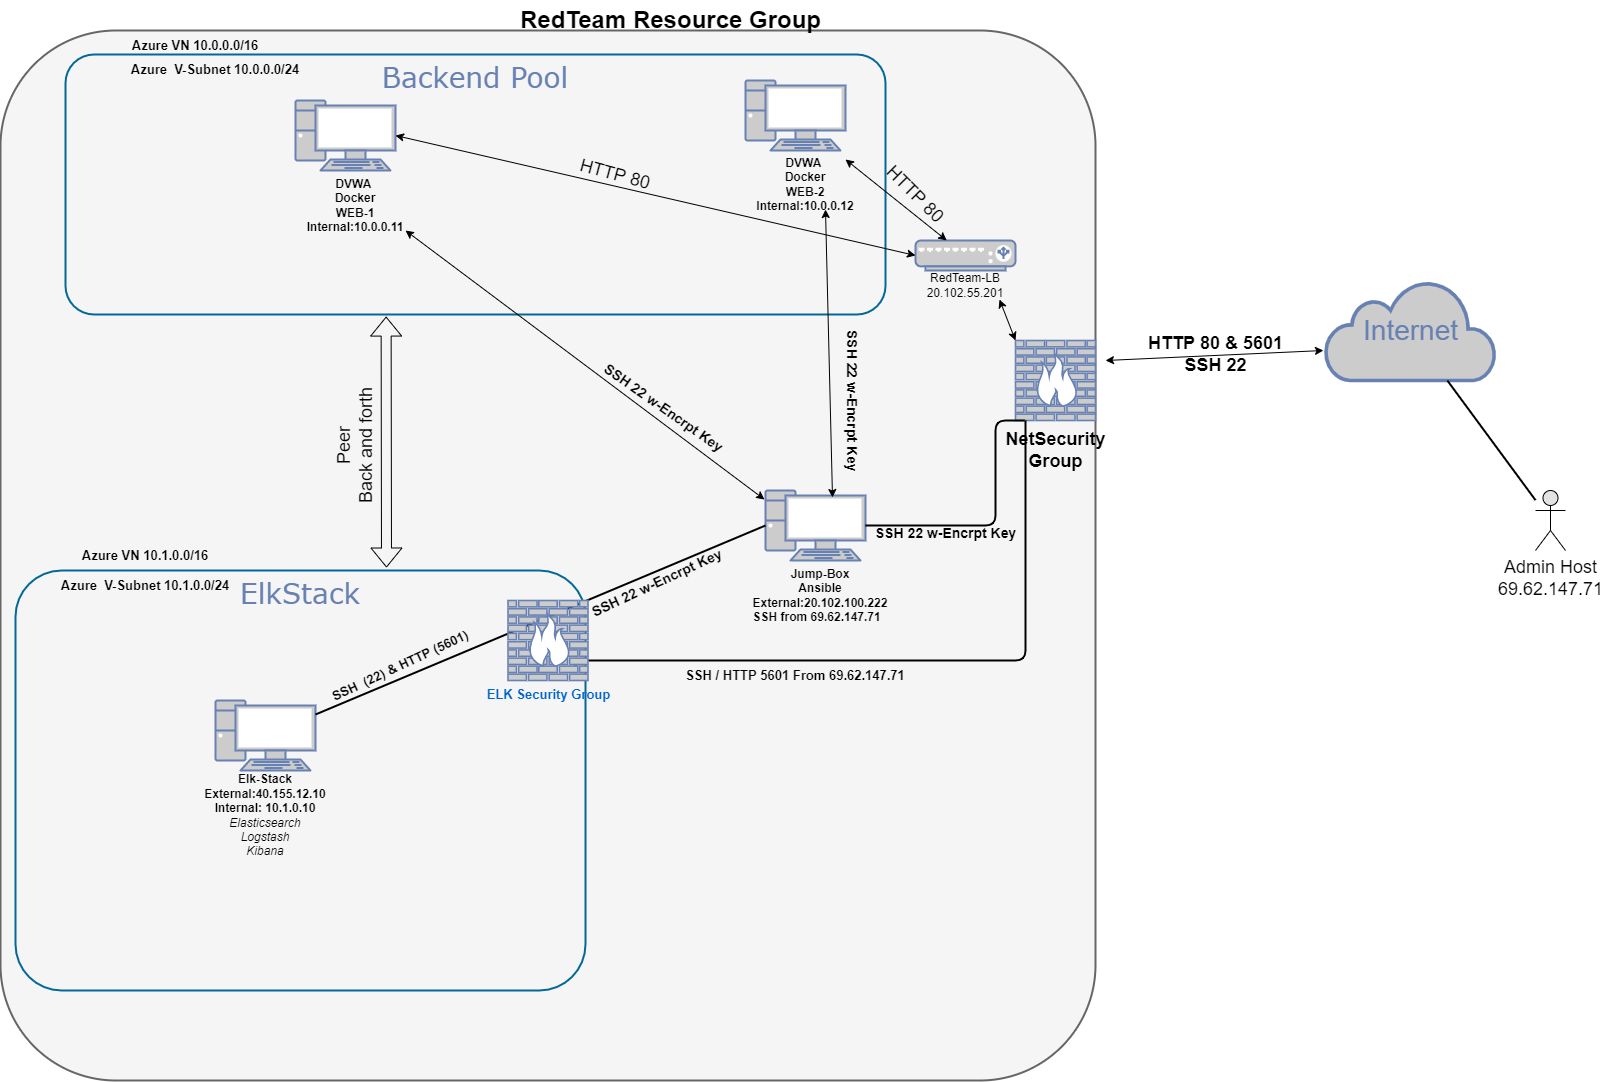 RedTeam Resource Group
Azure VN 10.0.0.0/16
Azure  V-Subnet 10.0.0.0/24
Backend Pool
DVWA
Docker
WEB-1
Internal:10.0.0.11
DVWA
Docker
WEB-2
Internal:10.0.0.12
HTTP 80
HTTP 80
RedTeam-LB
20.102.55.201
HTTP 80 & 5601
SSH 22
Internet
NetSecurity
Group
Admin Host
69.62.147.71
SSH 22 w-Encrpt Key
SSH 22 w-Encrpt Key
Peer
Back and forth
SSH 22 w-Encrpt Key
Jump-Box
Ansible
External:20.102.100.222
SSH from 69.62.147.71
Azure VN 10.1.0.0/16
Azure  V-Subnet 10.1.0.0/24
ElkStack
SSH 22 w-Encrpt Key
SSH  (22) & HTTP (5601)
SSH / HTTP 5601 From 69.62.147.71
ELK Security Group
Elk-Stack
External:40.155.12.10
Internal: 10.1.0.10
Elasticsearch
Logstash
Kibana